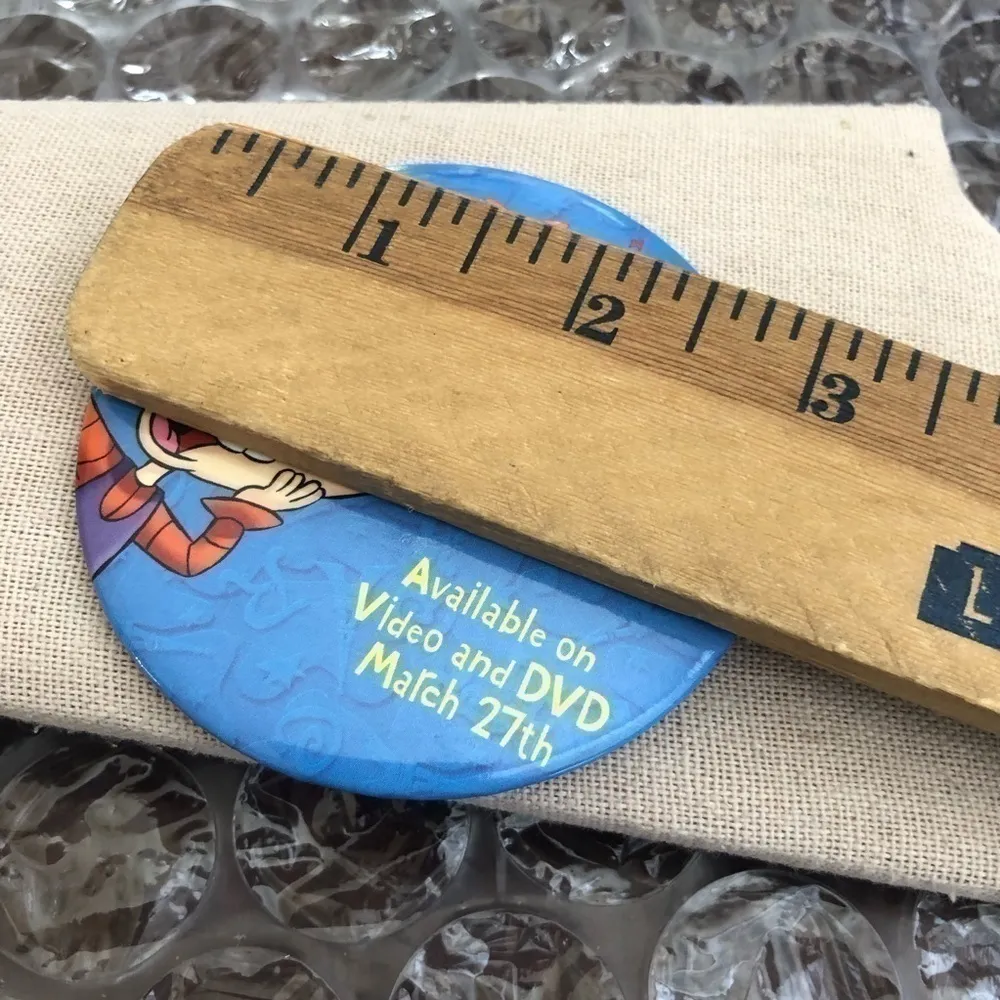 1 2 3
L
Available on
Video and DVD
March 27th